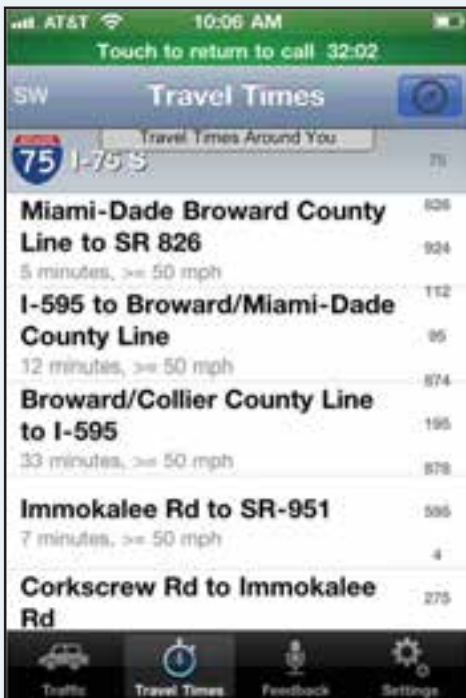 AT&T 10:06 AM
Touch to return to call 32:02
SW Travel Times
Travel Times Around You
75 I-75 S 75
Miami-Dade Broward County
Line to SR 826
5 minutes, >= 50 mph
I-595 to Broward/Miami-Dade
County Line
12 minutes, >= 50 mph
Broward/Collier County Line
to I-595
33 minutes, >= 50 mph
Immokalee Rd to SR-951
7 minutes, >= 50 mph
Corkscrew Rd to Immokalee
Rd
826
924
112
95
874
195
878
595
4
275
Traffic Travel Times Feedback Settings